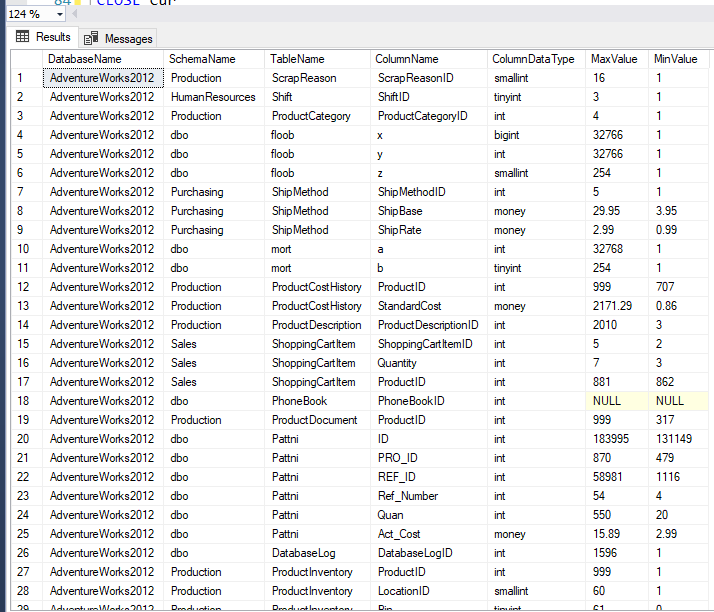 84 CLOSE Cur
124 %
Results Messages
DatabaseName SchemaName TableName ColumnName ColumnDataType MaxValue MinValue
1 AdventureWorks2012 Production ScrapReason ScrapReasonID smallint 16 1
2 AdventureWorks2012 HumanResources Shift ShiftID tinyint 3 1
3 AdventureWorks2012 Production ProductCategory ProductCategoryID int 4 1
4 AdventureWorks2012 dbo floob x bigint 32766 1
5 AdventureWorks2012 dbo floob y int 32766 1
6 AdventureWorks2012 dbo floob z smallint 254 1
7 AdventureWorks2012 Purchasing ShipMethod ShipMethodID int 5 1
8 AdventureWorks2012 Purchasing ShipMethod ShipBase money 29.95 3.95
9 AdventureWorks2012 Purchasing ShipMethod ShipRate money 2.99 0.99
10 AdventureWorks2012 dbo mort a int 32768 1
11 AdventureWorks2012 dbo mort b tinyint 254 1
12 AdventureWorks2012 Production ProductCostHistory ProductID int 999 707
13 AdventureWorks2012 Production ProductCostHistory StandardCost money 2171.29 0.86
14 AdventureWorks2012 Production ProductDescription ProductDescriptionID int 2010 3
15 AdventureWorks2012 Sales ShoppingCartItem ShoppingCartItemID int 5 2
16 AdventureWorks2012 Sales ShoppingCartItem Quantity int 7 3
17 AdventureWorks2012 Sales ShoppingCartItem ProductID int 881 862
18 AdventureWorks2012 dbo PhoneBook PhoneBookID int NULL NULL
19 AdventureWorks2012 Production ProductDocument ProductID int 999 317
20 AdventureWorks2012 dbo Pattni ID int 183995 131149
21 AdventureWorks2012 dbo Pattni PRO_ID int 870 479
22 AdventureWorks2012 dbo Pattni REF_ID int 58981 1116
23 AdventureWorks2012 dbo Pattni Ref_Number int 54 4
24 AdventureWorks2012 dbo Pattni Quan int 550 20
25 AdventureWorks2012 dbo Pattni Act_Cost money 15.89 2.99
26 AdventureWorks2012 dbo DatabaseLog DatabaseLogID int 1596 1
27 AdventureWorks2012 Production ProductInventory ProductID int 999 1
28 AdventureWorks2012 Production ProductInventory LocationID smallint 60 1
29 AdventureWorks2012 Production ProductInventory Bin tinyint 61 0